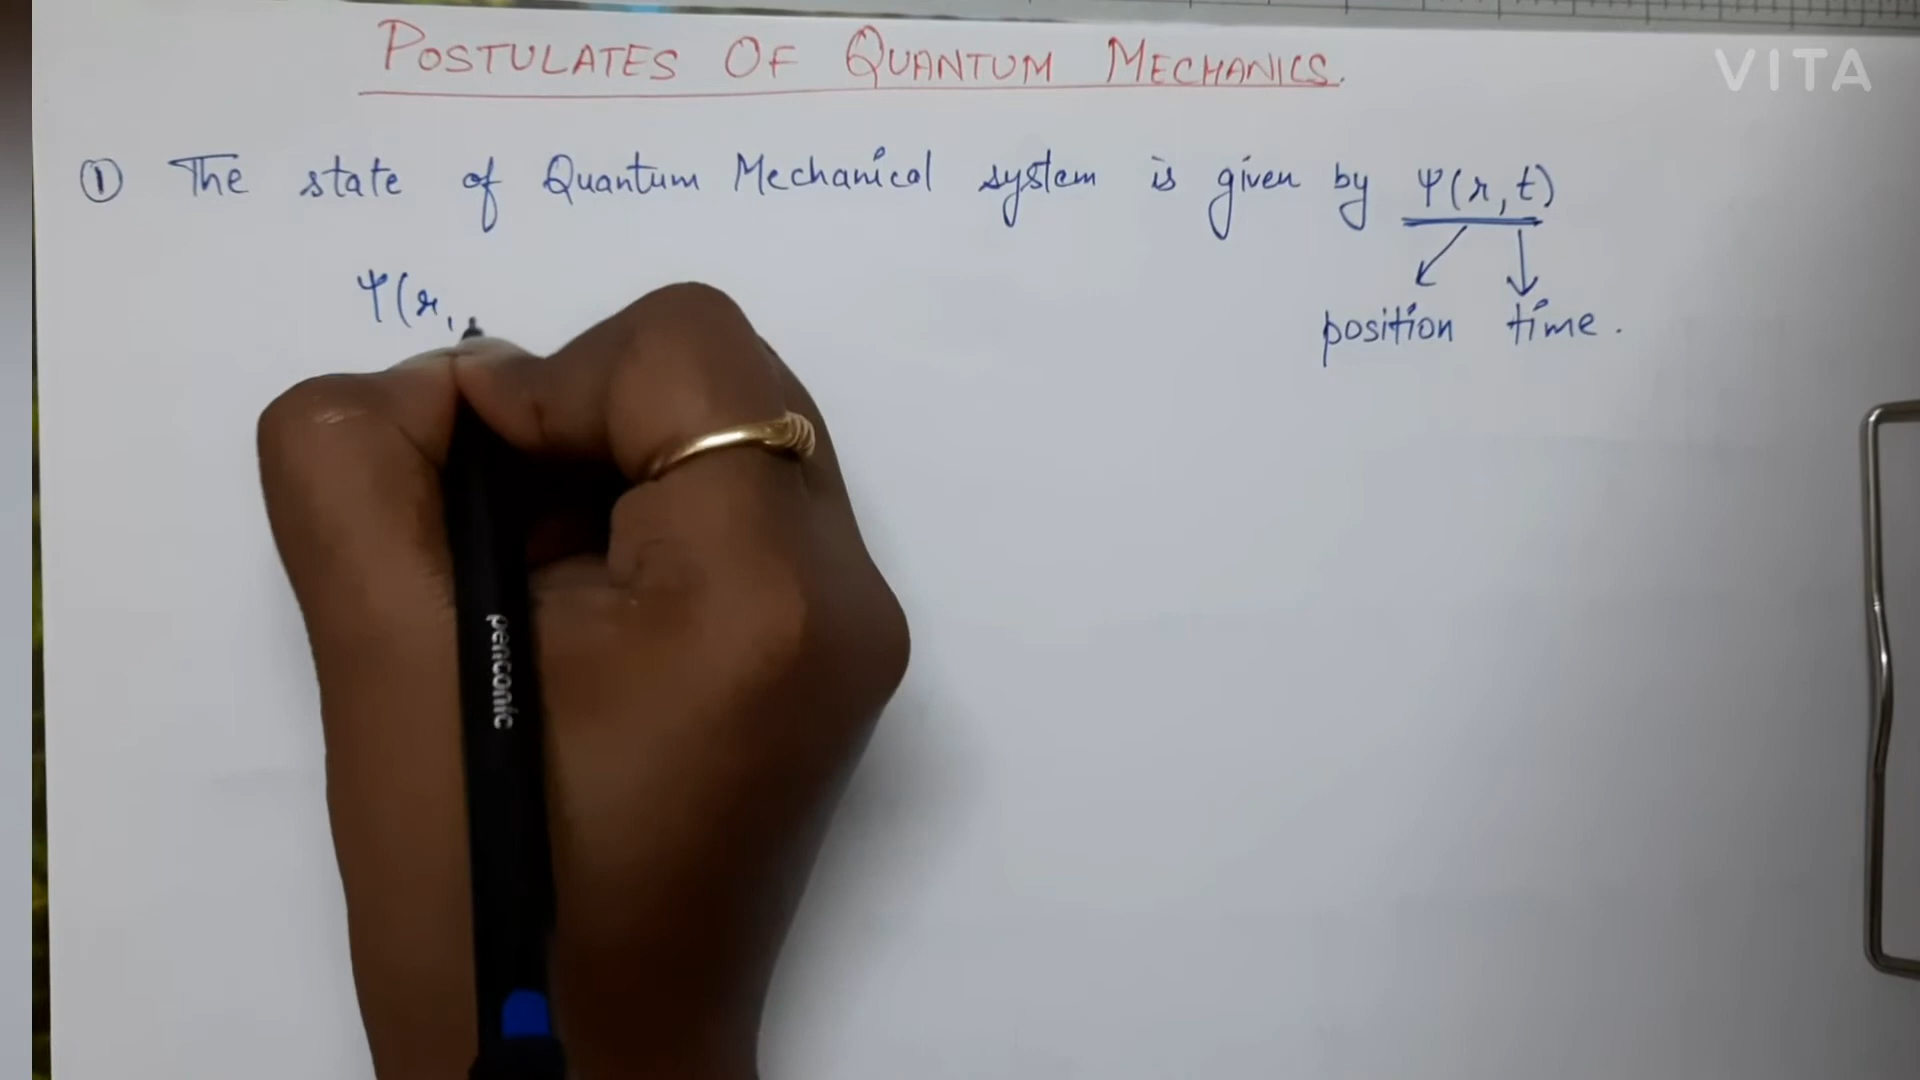 POSTULATES OF QUANTUM MECHANICS.
VITA
① The state of Quantum Mechanical system is given by Ψ(r, t)
position time.
Ψ(r,
penconic